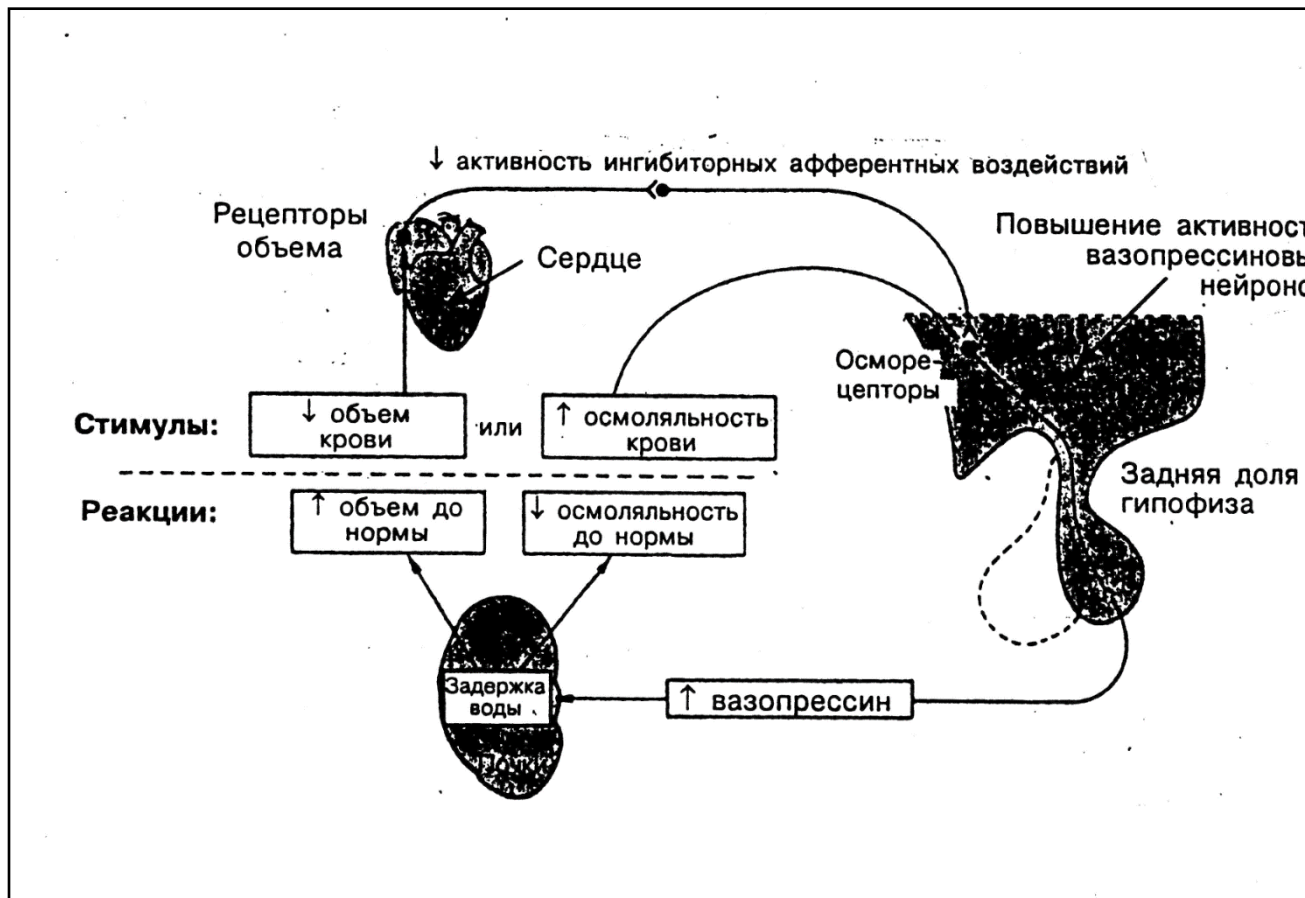 ↓ активность ингибиторных афферентных воздействий
Рецепторы
объема
Сердце
Повышение активност
вазопрессиновы
нейроно
Осморе-
цепторы
Стимулы:
↓ объем
крови
или
↑ осмоляльность
крови
Задняя доля
гипофиза
Реакции:
↑ объем до
нормы
↓ осмоляльность
до нормы
Задержка
воды
↑ вазопрессин
Почки